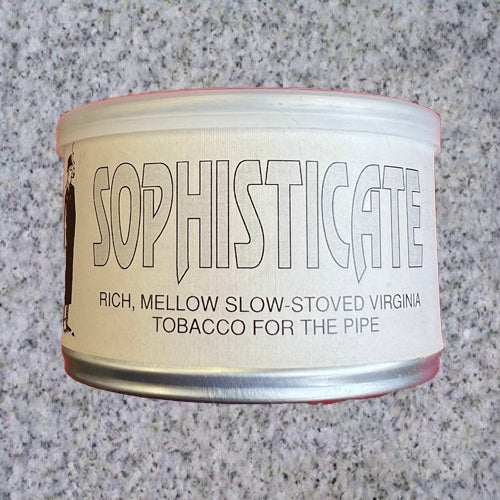 SOPHISTICATE
RICH, MELLOW SLOW-STOVED VIRGINIA
TOBACCO FOR THE PIPE